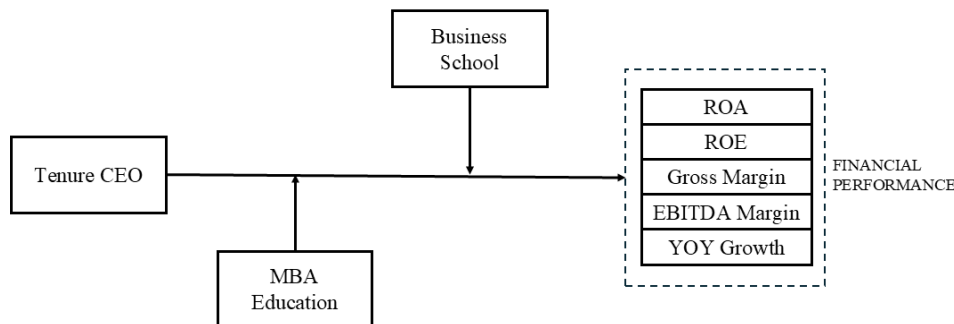 Business
School
ROA
ROE
Gross Margin
EBITDA Margin
YOY Growth
FINANCIAL
PERFORMANCE
Tenure CEO
MBA
Education